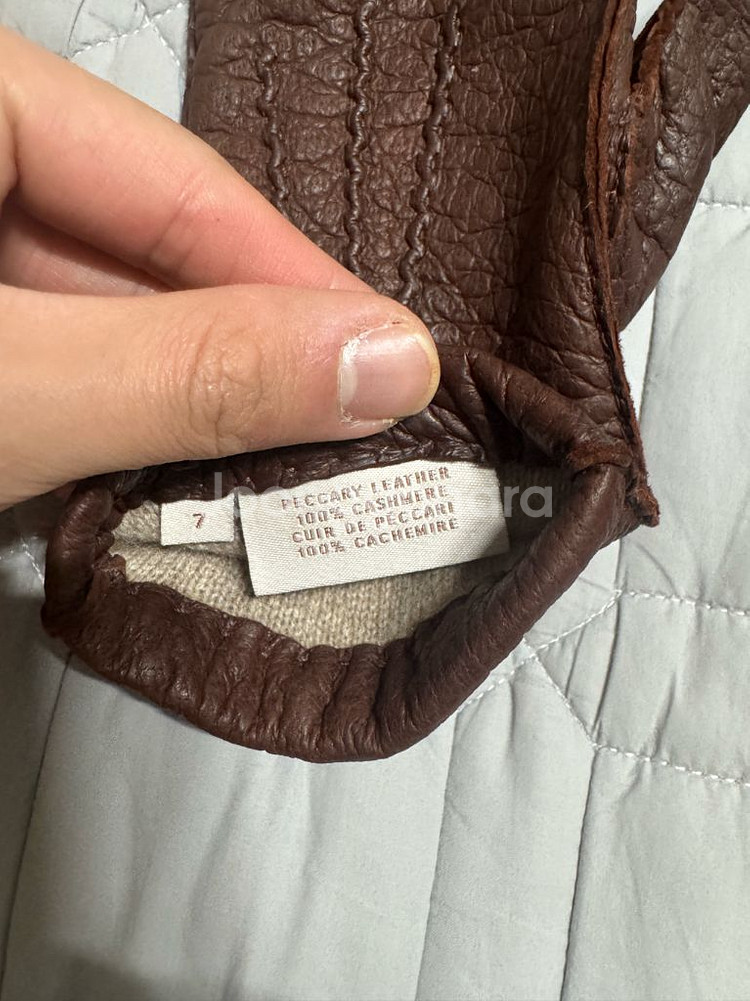 7
PECCARY LEATHER
100% CASHMERE
CUIR DE PÉCCARI
100% CACHEMIRE